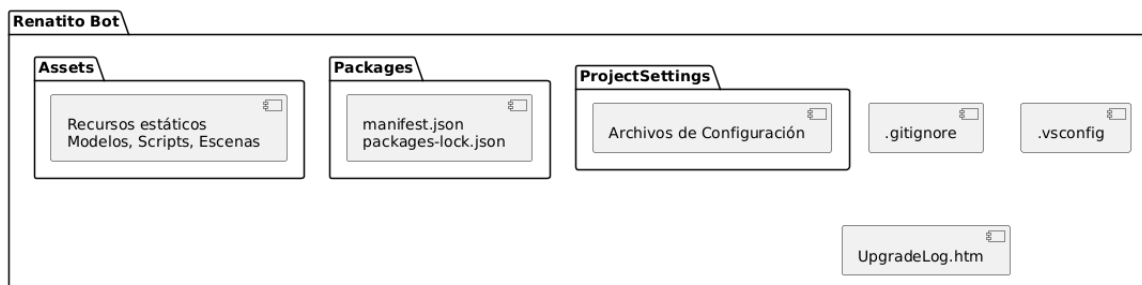 Renatito Bot
Assets
Recursos estáticos
Modelos, Scripts, Escenas
Packages
manifest.json
packages-lock.json
ProjectSettings
Archivos de Configuración
.gitignore
.vsconfig
UpgradeLog.htm